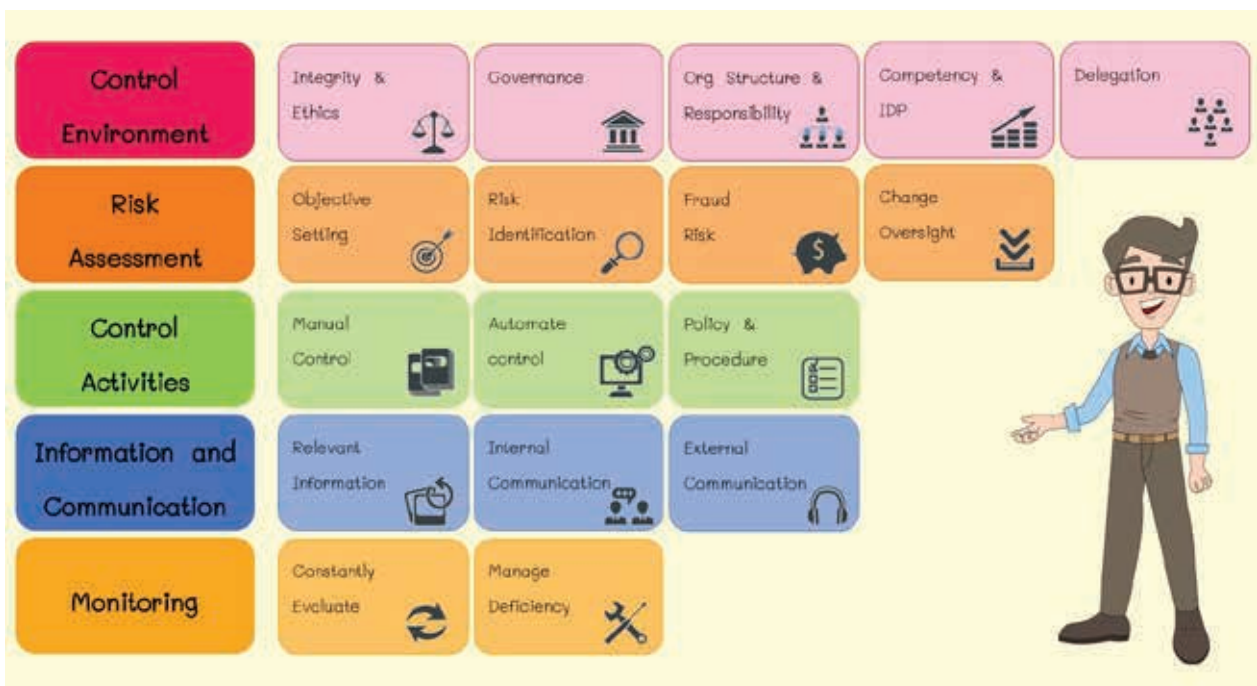 Control
Environment
Integrity &
Ethics
Governance
Org Structure &
Responsibility
Competency &
IDP
Delegation
Risk
Assessment
Objective
Setting
Risk
Identification
Fraud
Risk
Change
Oversight
Control
Activities
Manual
Control
Automate
control
Policy &
Procedure
Information and
Communication
Relevant
Information
Internal
Communication
External
Communication
Monitoring
Constantly
Evaluate
Manage
Deficiency
$